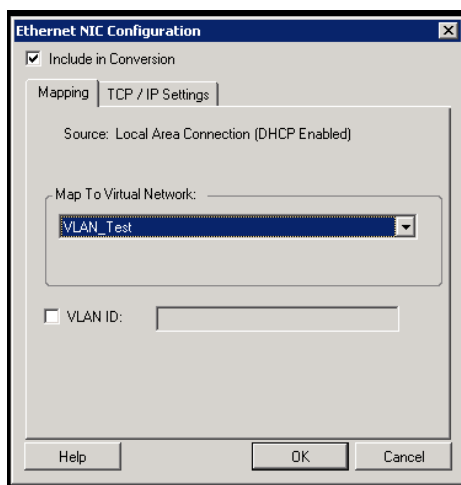 Ethernet NIC Configuration
Include in Conversion
Mapping TCP / IP Settings
Source: Local Area Connection (DHCP Enabled)
Map To Virtual Network:
VLAN_Test
VLAN ID:
Help OK Cancel